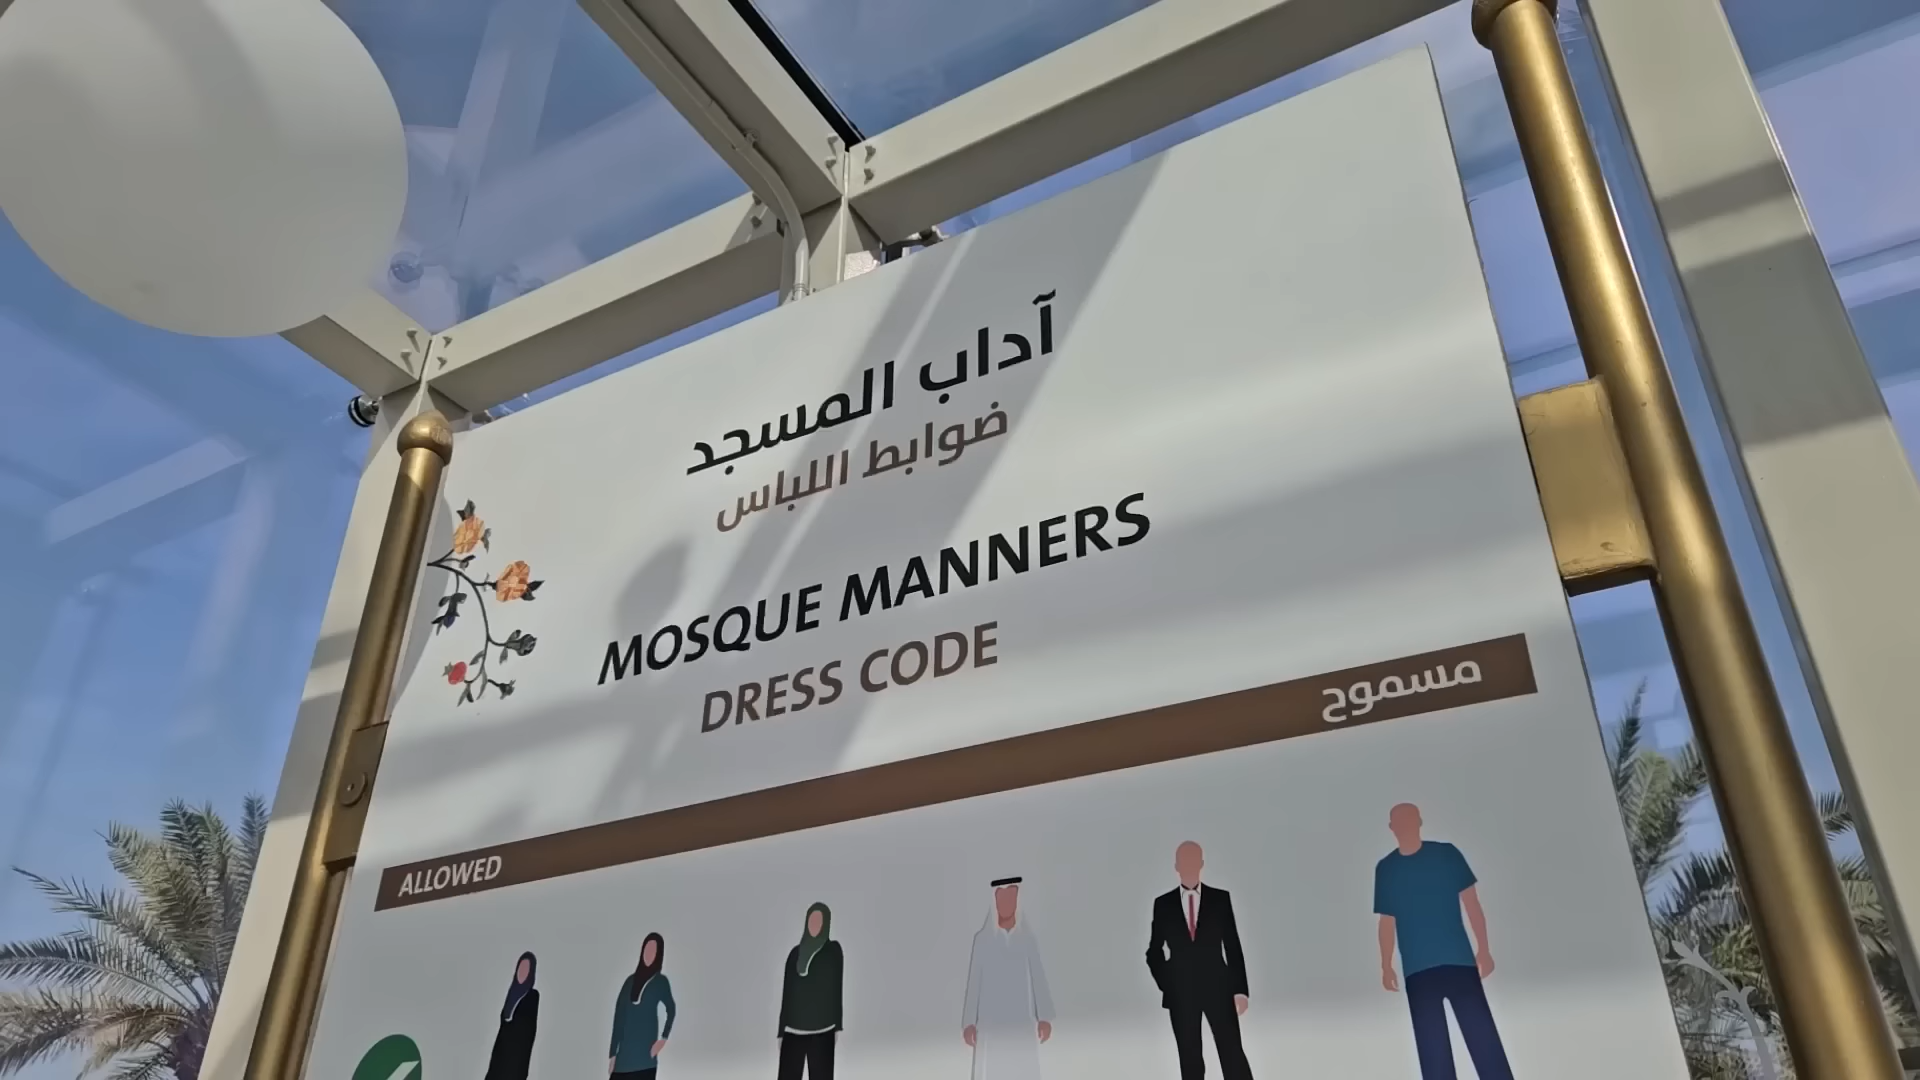 آداب المسجد
ضوابط اللباس
MOSQUE MANNERS
DRESS CODE
ALLOWED مسموح